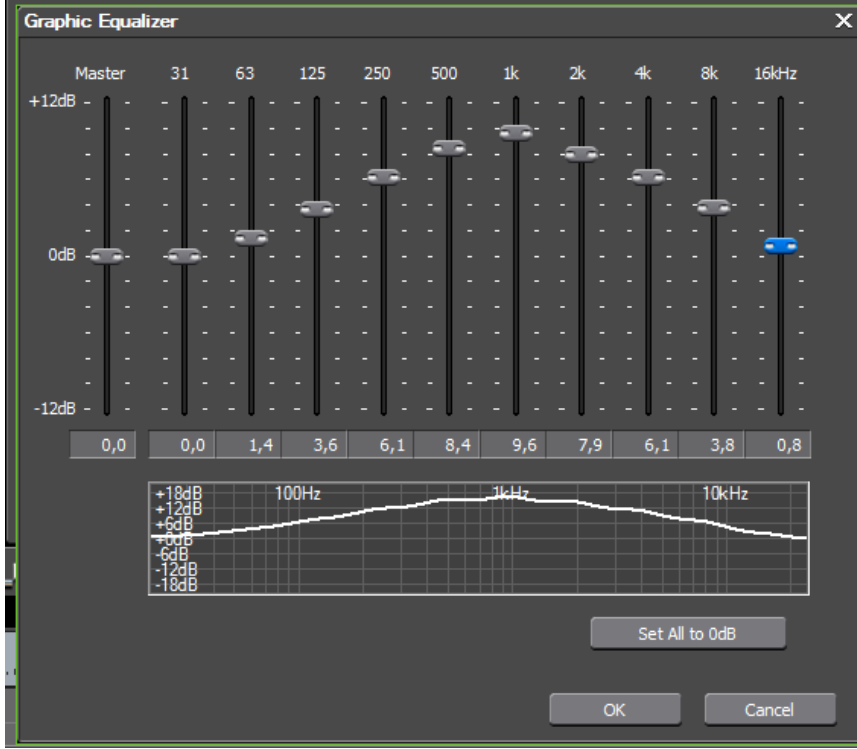 Graphic Equalizer X
Master 31 63 125 250 500 1k 2k 4k 8k 16kHz
+12dB
0dB
-12dB
0,0 0,0 1,4 3,6 6,1 8,4 9,6 7,9 6,1 3,8 0,8
+18dB 100Hz 1kHz 10kHz
+12dB
+6dB
+0dB
-6dB
-12dB
-18dB
Set All to 0dB
OK Cancel